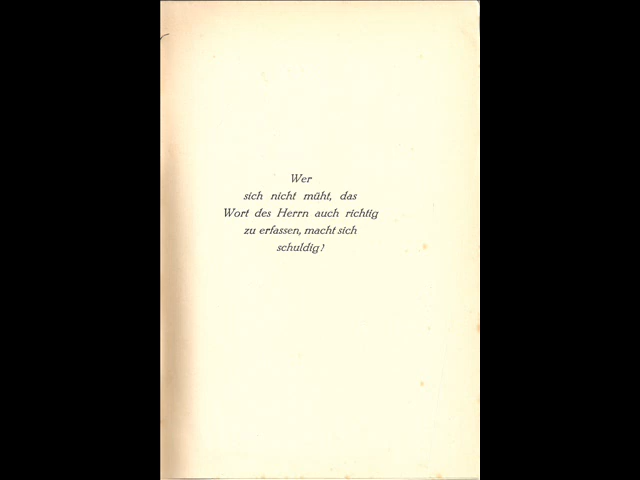 Wer
sich nicht müht, das
Wort des Herrn auch richtig
zu erfassen, macht sich
schuldig!